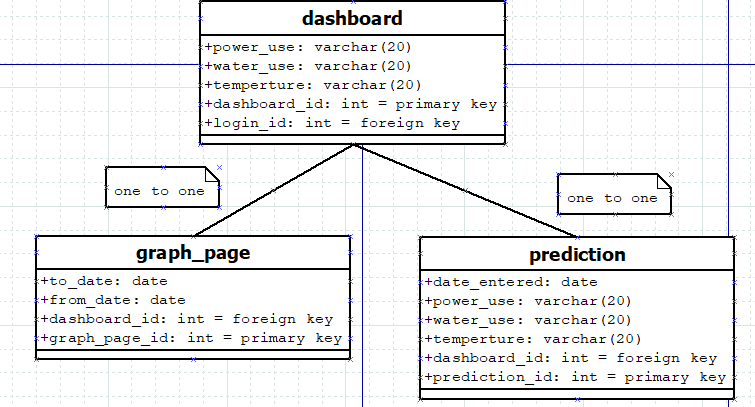 dashboard
+power_use: varchar(20)
+water_use: varchar(20)
+temperture: varchar(20)
+dashboard_id: int = primary key
+login_id: int = foreign key
one to one
one to one
graph_page
+to_date: date
+from_date: date
+dashboard_id: int = foreign key
+graph_page_id: int = primary key
prediction
+date_entered: date
+power_use: varchar(20)
+water_use: varchar(20)
+temperture: varchar(20)
+dashboard_id: int = foreign key
+prediction_id: int = primary key